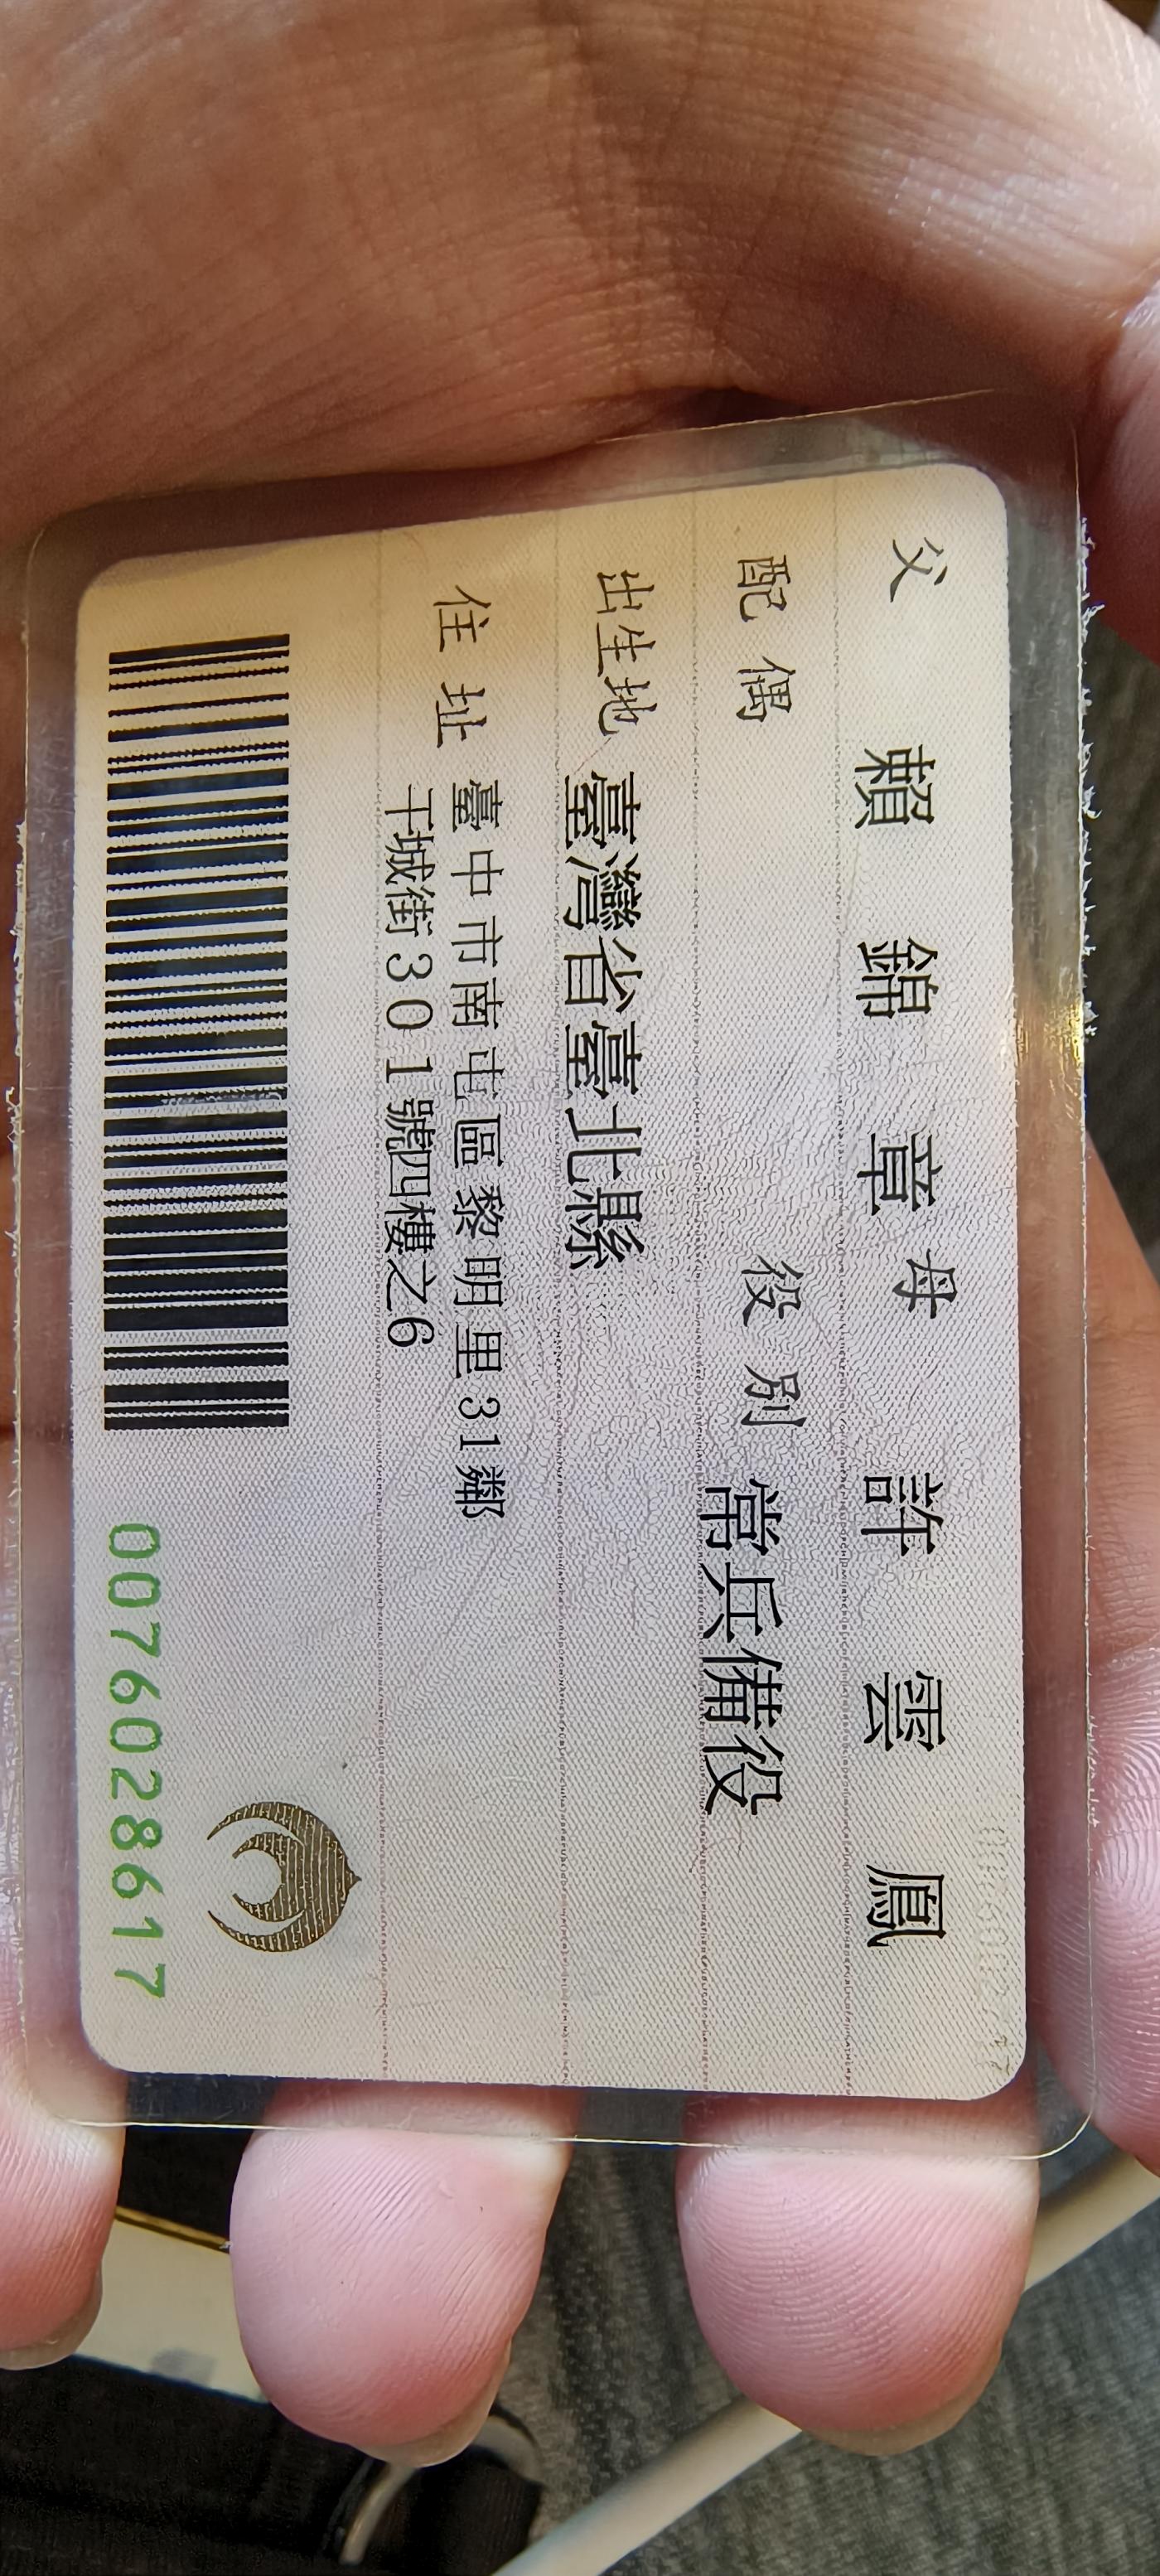 父 賴錦章 母 許雲鳳
配偶 役別 常兵備役
出生地 臺灣省臺北縣
住址 臺中市南屯區黎明里31鄰
干城街301號四樓之6
0076028617